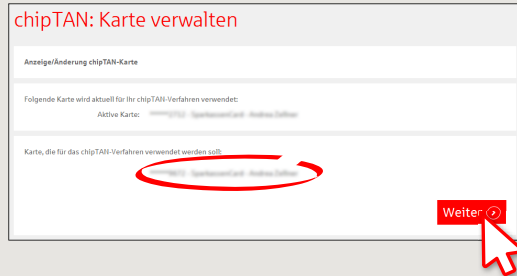 chipTAN: Karte verwalten
Anzeige/Änderung chipTAN-Karte
Folgende Karte wird aktuell für Ihr chipTAN-Verfahren verwendet:
Aktive Karte:
Karte, die für das chipTAN-Verfahren verwendet werden soll:
Weiter